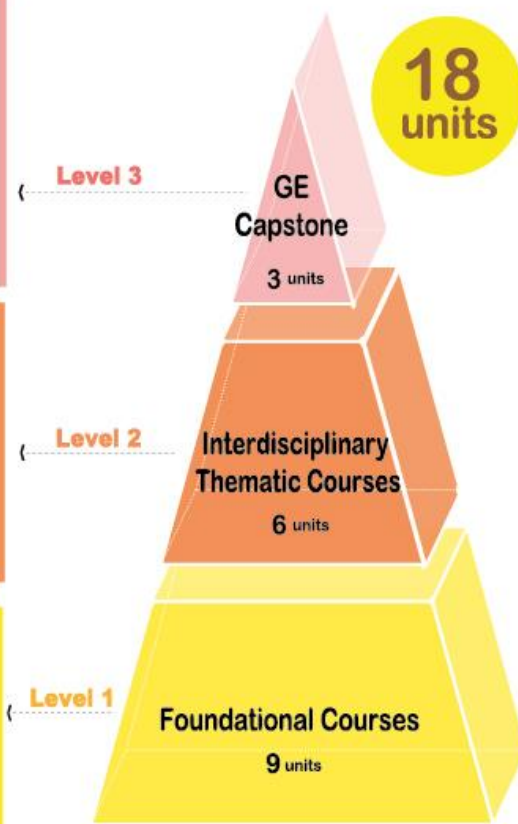 18
units
Level 3
GE
Capstone
3 units
Level 2
Interdisciplinary
Thematic Courses
6 units
Level 1
Foundational Courses
9 units